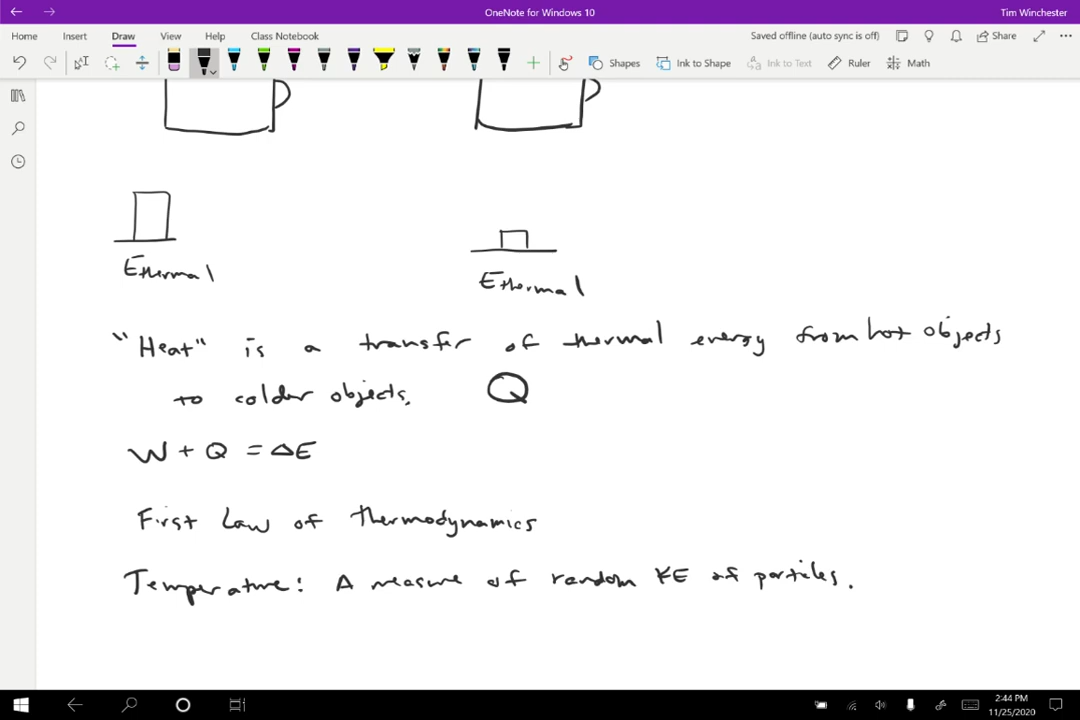 OneNote for Windows 10
Tim Winchester
Home Insert Draw View Help Class Notebook
Saved offline (auto sync is off) Share
Shapes Ink to Shape Ink to Text Ruler Math
Ethermal
Ethermal
"Heat" is a transfer of thermal energy from hot objects
to colder objects. Q
W + Q = ΔE
First Law of Thermodynamics
Temperature: A measure of random KE of particles.
2:44 PM
11/25/2020